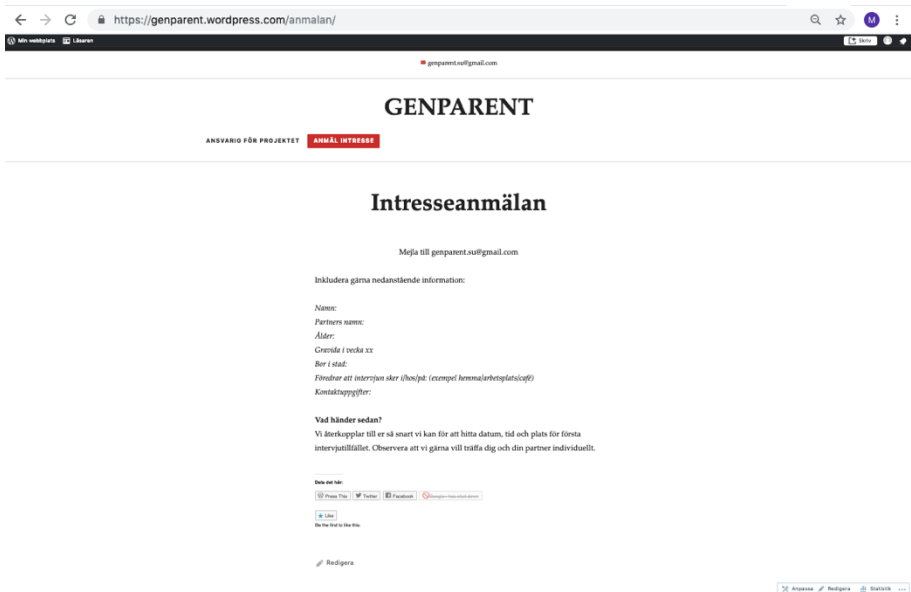 https://genparent.wordpress.com/anmalan/
M
Min webbplats Läsaren
Skriv
genparent.su@gmail.com
GENPARENT
ANSVARIG FÖR PROJEKTET ANMÄL INTRESSE
Intresseanmälan
Mejla till genparent.su@gmail.com
Inkludera gärna nedanstående information:
Namn:
Partners namn:
Ålder:
Gravida i vecka xx
Bor i stad:
Föredrar att intervjun sker i/hos/på: (exempel hemma/arbetsplats/café)
Kontaktuppgifter:
Vad händer sedan?
Vi återkopplar till er så snart vi kan för att hitta datum, tid och plats för första
intervjutillfället. Observera att vi gärna vill träffa dig och din partner individuellt.
Dela det här:
Press This Twitter Facebook
Like
Be the first to like this.
Redigera
Anpassa Redigera Statistik ...